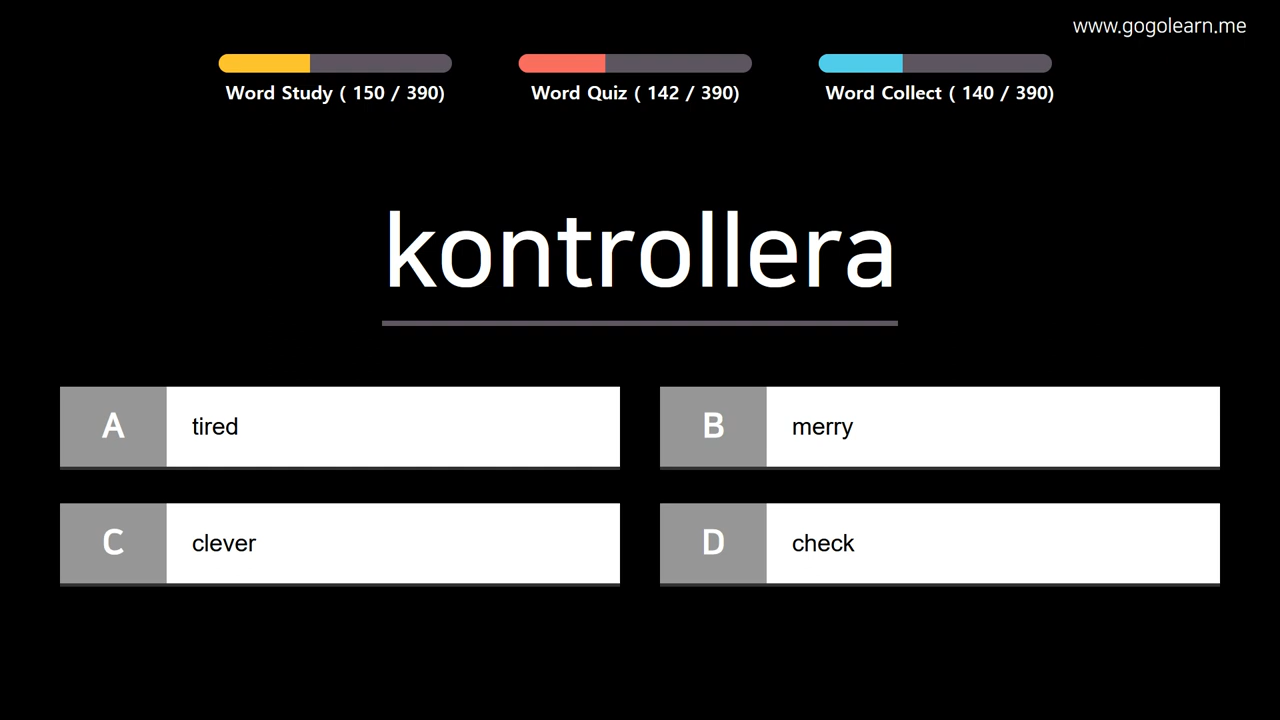 www.gogolearn.me
Word Study ( 150 / 390)
Word Quiz ( 142 / 390)
Word Collect ( 140 / 390)
kontrollera
A tired
B merry
C clever
D check